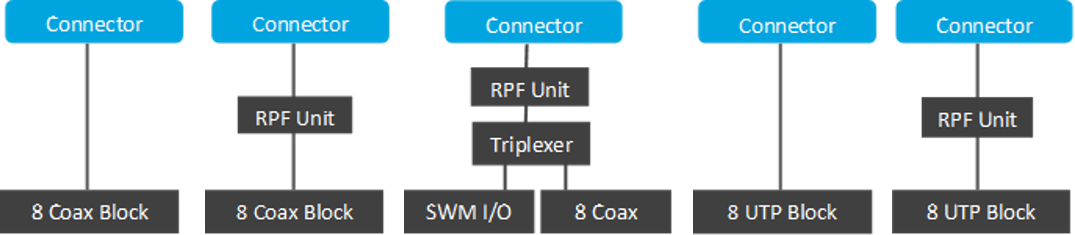 Connector
Connector
Connector
Connector
Connector
RPF Unit
RPF Unit
RPF Unit
Triplexer
8 Coax Block
8 Coax Block
SWM I/O
8 Coax
8 UTP Block
8 UTP Block